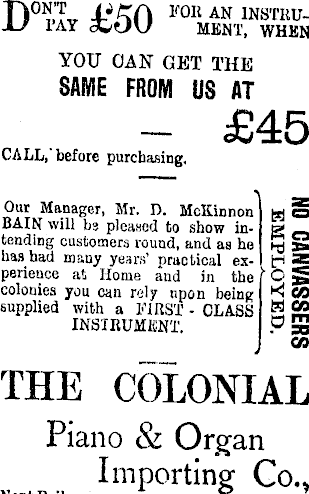 DON'T PAY £50 FOR AN INSTRU-
MENT, WHEN
YOU CAN GET THE
SAME FROM US AT
£45
CALL, before purchasing.
Our Manager, Mr. D. McKinnon
BAIN will be pleased to show in-
tending customers round, and as he
has had many years' practical ex-
perience at Home and in the
colonies you can rely upon being
supplied with a FIRST - CLASS
INSTRUMENT.
NO CANVASSERS
EMPLOYED.
THE COLONIAL
Piano & Organ
Importing Co.,